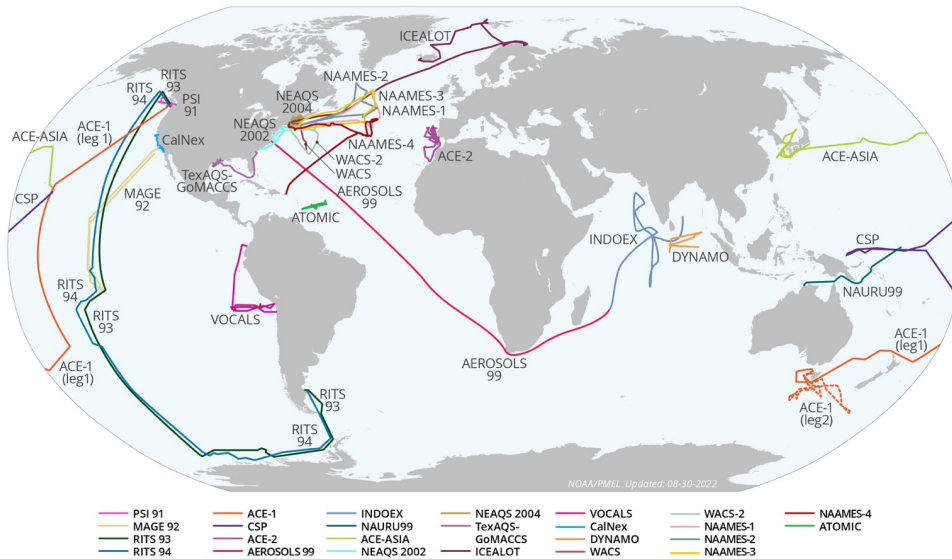 ICEALOT
NAAMES-2
RITS
93
RITS
94
PSI
91
NEAQS
2004
NAAMES-3
NAAMES-1
ACE-ASIA
ACE-1
(leg 1)
CalNex
NEAQS
2002
NAAMES-4
ACE-2
ACE-ASIA
WACS-2
WACS
TexAQS-
GoMACCS
AEROSOLS
99
CSP
MAGE
92
ATOMIC
INDOEX
DYNAMO
CSP
NAURU99
RITS
94
RITS
93
VOCALS
ACE-1
(leg1)
AEROSOLS
99
ACE-1
(leg1)
RITS
93
RITS
94
ACE-1
(leg2)
NOAA/PMEL Updated: 08-30-2022
PSI 91
MAGE 92
RITS 93
RITS 94
ACE-1
CSP
ACE-2
AEROSOLS 99
INDOEX
NAURU99
ACE-ASIA
NEAQS 2002
NEAQS 2004
TexAQS-
GoMACCS
ICEALOT
VOCALS
CalNex
DYNAMO
WACS
WACS-2
NAAMES-1
NAAMES-2
NAAMES-3
NAAMES-4
ATOMIC